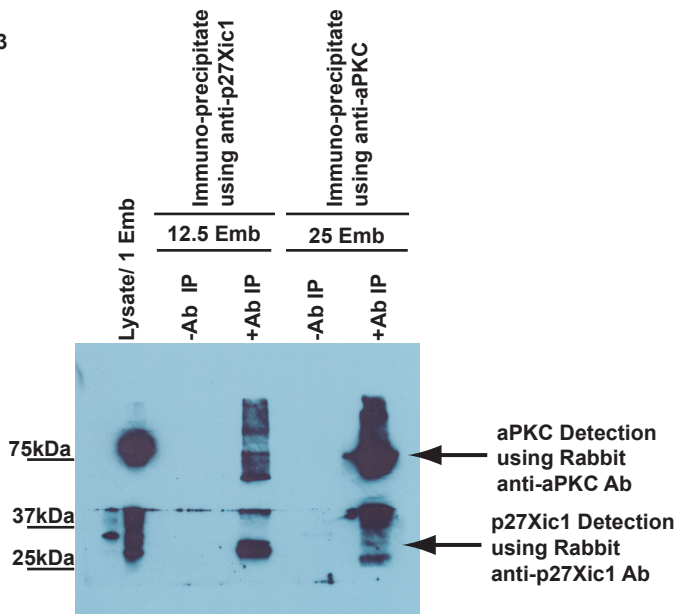 3
Immuno-precipitate
using anti-p27Xic1
Immuno-precipitate
using anti-aPKC
12.5 Emb
25 Emb
Lysate/ 1 Emb
-Ab IP
+Ab IP
-Ab IP
+Ab IP
75kDa
37kDa
25kDa
aPKC Detection
using Rabbit
anti-aPKC Ab
p27Xic1 Detection
using Rabbit
anti-p27Xic1 Ab